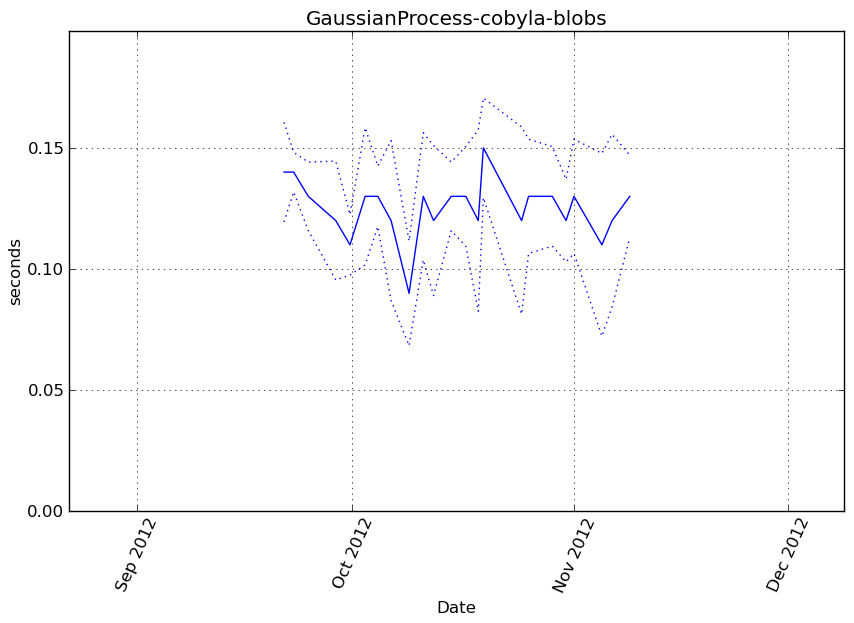 GaussianProcess-cobyla-blobs
0.15
0.10
0.05
0.00
seconds
Sep 2012
Oct 2012
Nov 2012
Dec 2012
Date